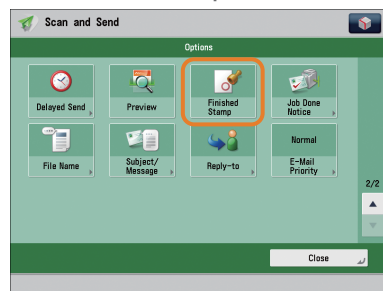 Scan and Send
Options
Delayed Send
Preview
Finished
Stamp
Job Done
Notice
File Name
Subject/
Message
Reply-to
Normal
E-Mail
Priority
2/2
Close